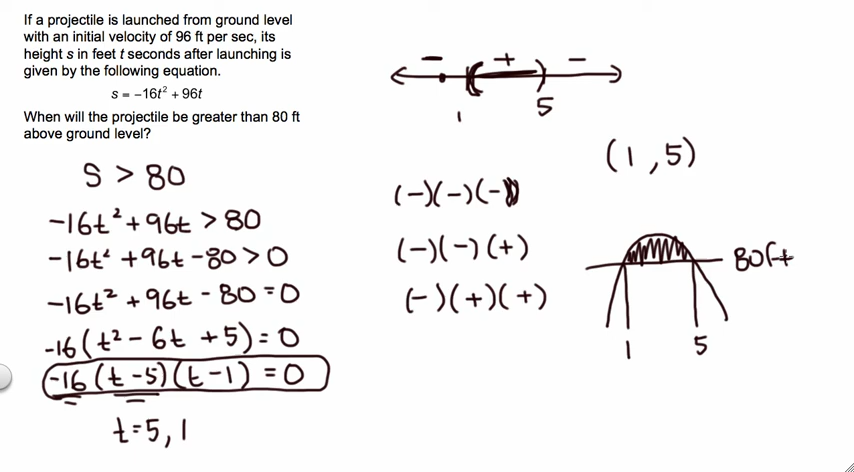 If a projectile is launched from ground level
with an initial velocity of 96 ft per sec, its
height s in feet t seconds after launching is
given by the following equation.
s = −16t² + 96t
When will the projectile be greater than 80 ft
above ground level?
S > 80
-16t² + 96t > 80
-16t² + 96t - 80 > 0
-16t² + 96t - 80 = 0
-16(t² - 6t + 5) = 0
-16(t - 5)(t - 1) = 0
t = 5, 1
- + -
1 5
(1, 5)
(-)(-)(-)
(-)(-)(+)
(-)(+)(+)
80ft
1 5